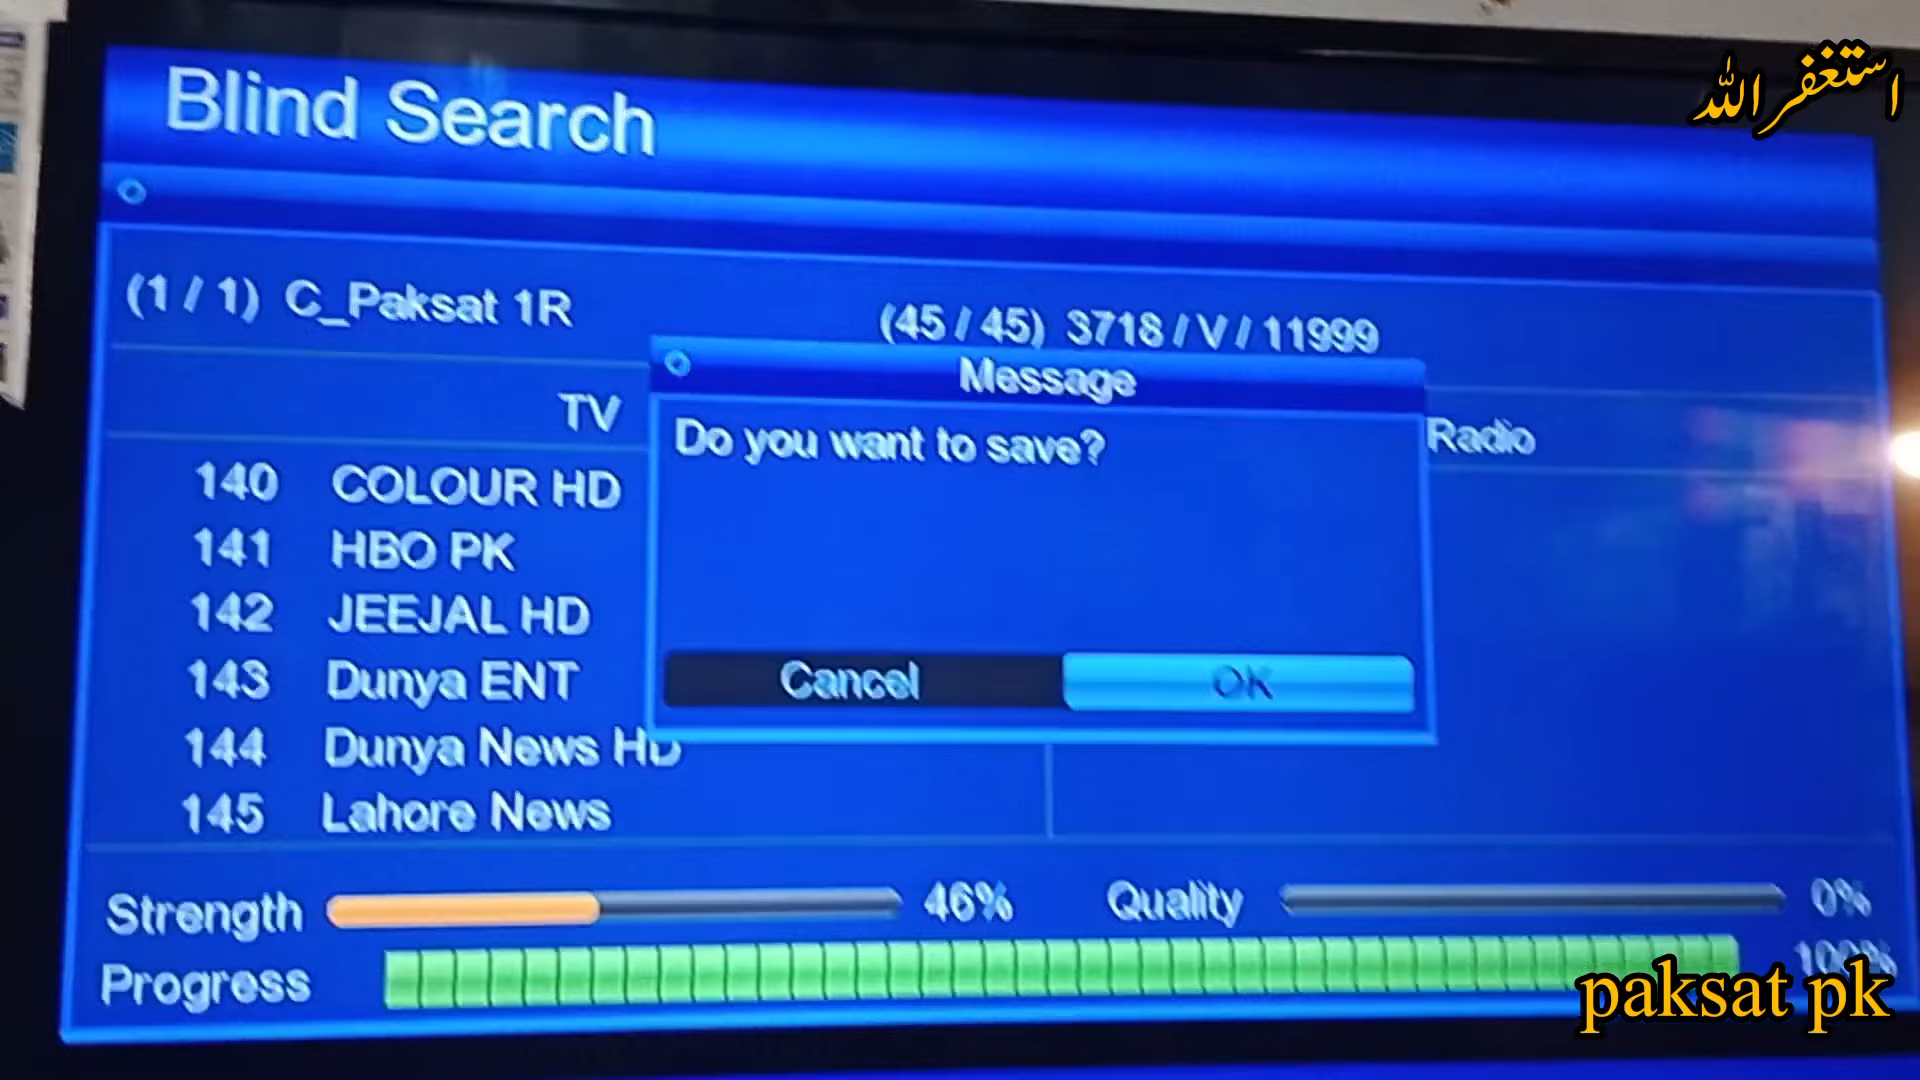 استغفر الله
Blind Search
(1 / 1) C_Paksat 1R
(45 / 45) 3718 / V / 11999
Message
TV
Radio
Do you want to save?
140 COLOUR HD
141 HBO PK
142 JEEJAL HD
143 Dunya ENT
Cancel
OK
144 Dunya News HD
145 Lahore News
Strength 46% Quality 0%
Progress 100%
paksat pk